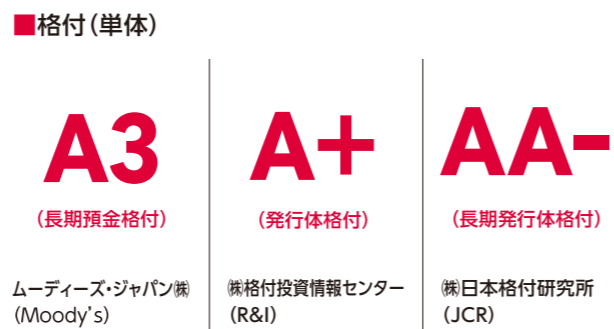 ■格付(単体)
A3
(長期預金格付)
ムーディーズ・ジャパン㈱
(Moody's)
A+
(発行体格付)
㈱格付投資情報センター
(R&I)
AA-
(長期発行体格付)
㈱日本格付研究所
(JCR)